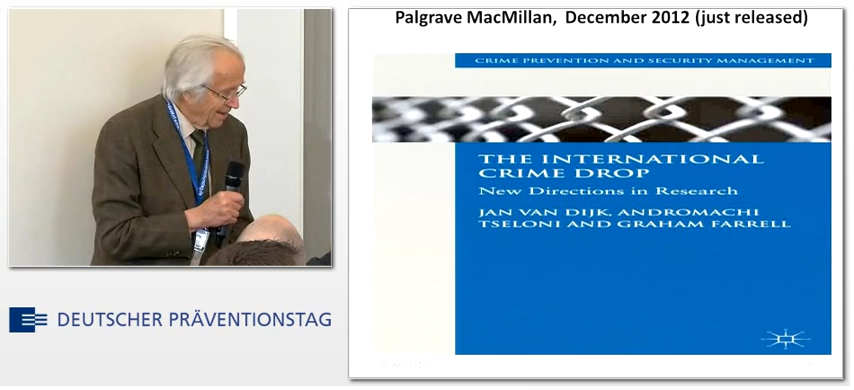 Palgrave MacMillan, December 2012 (just released)
CRIME PREVENTION AND SECURITY MANAGEMENT
THE INTERNATIONAL
CRIME DROP
New Directions in Research
JAN VAN DIJK, ANDROMACHI
TSELONI AND GRAHAM FARRELL
DEUTSCHER PRÄVENTIONSTAG